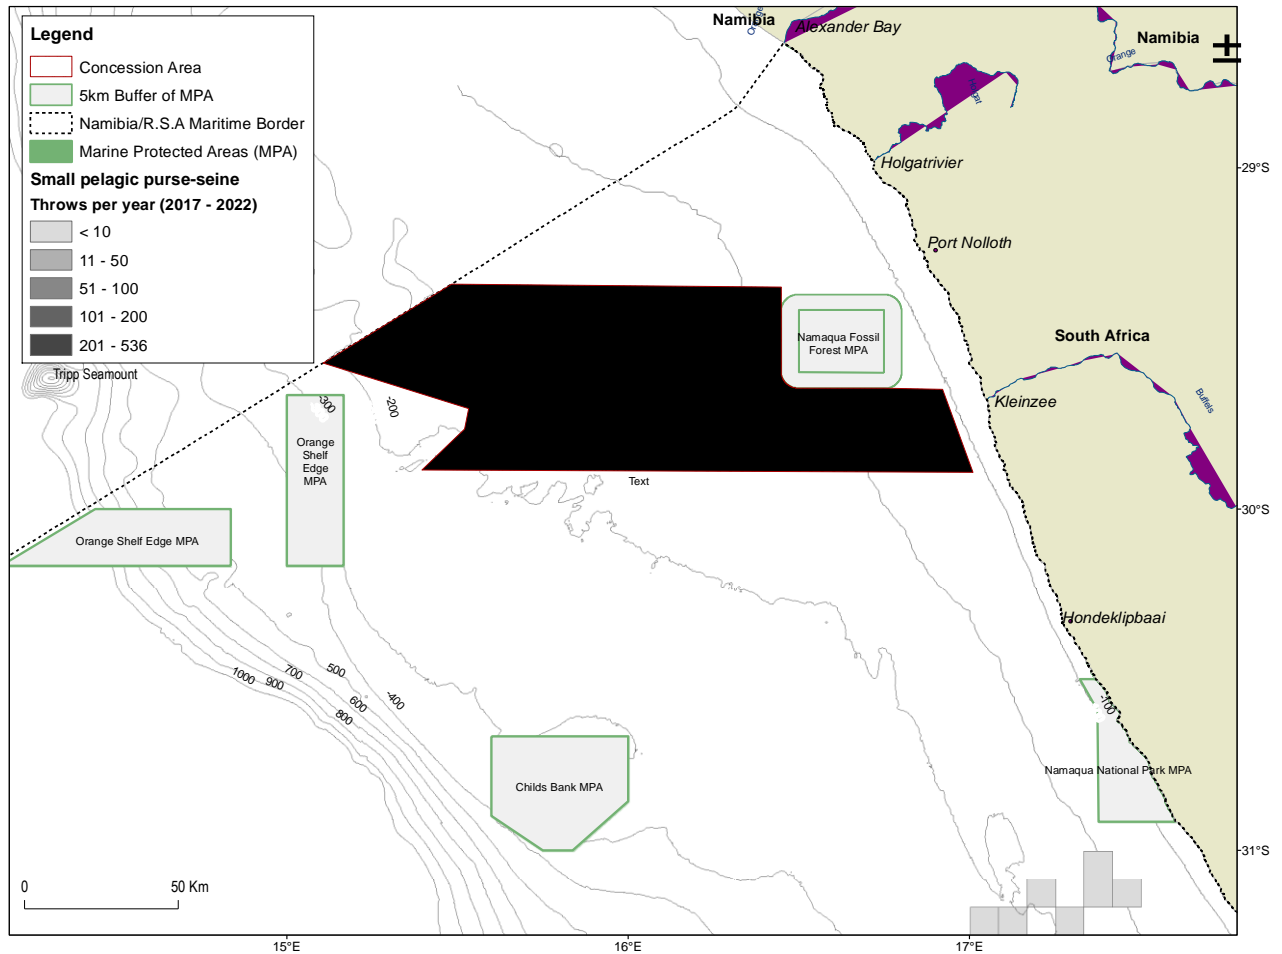 Legend
Concession Area
5km Buffer of MPA
Namibia/R.S.A Maritime Border
Marine Protected Areas (MPA)
Small pelagic purse-seine
Throws per year (2017 - 2022)
< 10
11 - 50
51 - 100
101 - 200
201 - 536
Namibia
Orange
Alexander Bay
Namibia
Orange
Holgat
Holgatrivier
29°S
Port Nolloth
South Africa
Namaqua Fossil
Forest MPA
Tripp Seamount
Kleinzee
Buffels
-300
-200
Orange
Shelf
Edge
MPA
Text
30°S
Orange Shelf Edge MPA
Hondeklipbaai
1000
900
700
500
600
800
-400
-100
Namaqua National Park MPA
Childs Bank MPA
31°S
0
50 Km
15°E
16°E
17°E